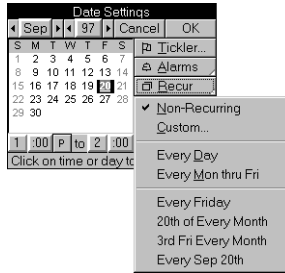 Date Settings
Sep 97 Cancel OK
S M T W T F S
1 2 3 4 5 6 7
8 9 10 11 12 13 14
15 16 17 18 19 20 21
22 23 24 25 26 27 28
29 30
1 :00 P to 2 :00
Click on time or day to
Tickler...
Alarms
Recur
Non-Recurring
Custom...
Every Day
Every Mon thru Fri
Every Friday
20th of Every Month
3rd Fri Every Month
Every Sep 20th